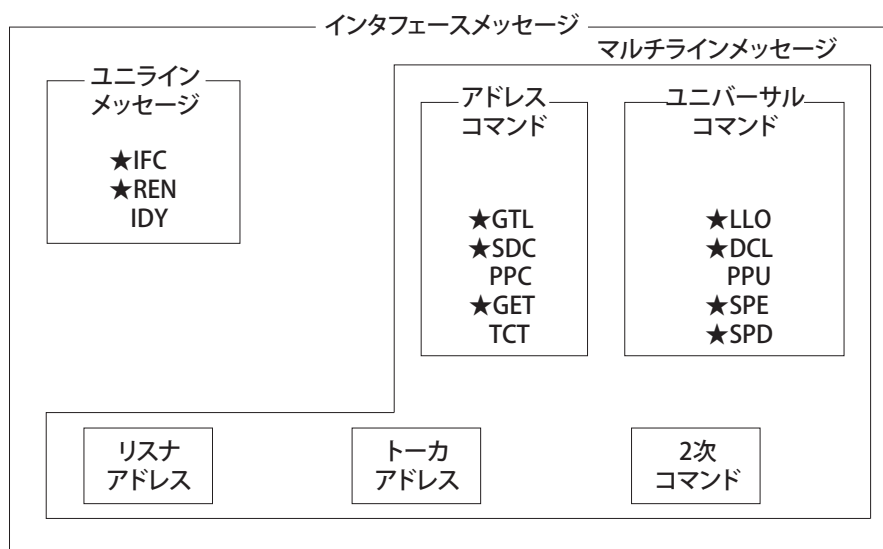 インタフェースメッセージ
マルチラインメッセージ
ユニライン
メッセージ
★IFC
★REN
IDY
アドレス
コマンド
★GTL
★SDC
PPC
★GET
TCT
ユニバーサル
コマンド
★LLO
★DCL
PPU
★SPE
★SPD
リスナ
アドレス
トーカ
アドレス
2次
コマンド